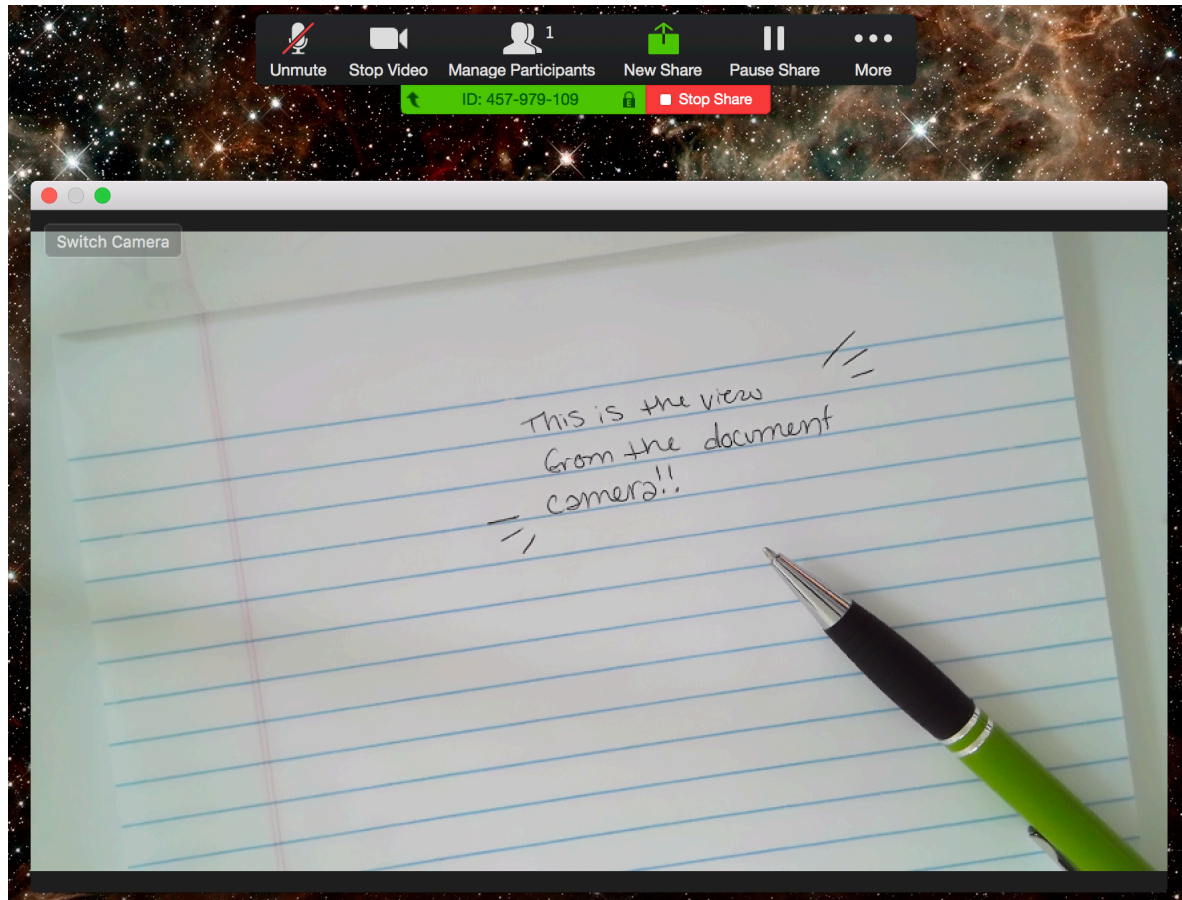 Unmute Stop Video Manage Participants 1 New Share Pause Share More
ID: 457-979-109 Stop Share
Switch Camera
This is the view
from the document
camera!!